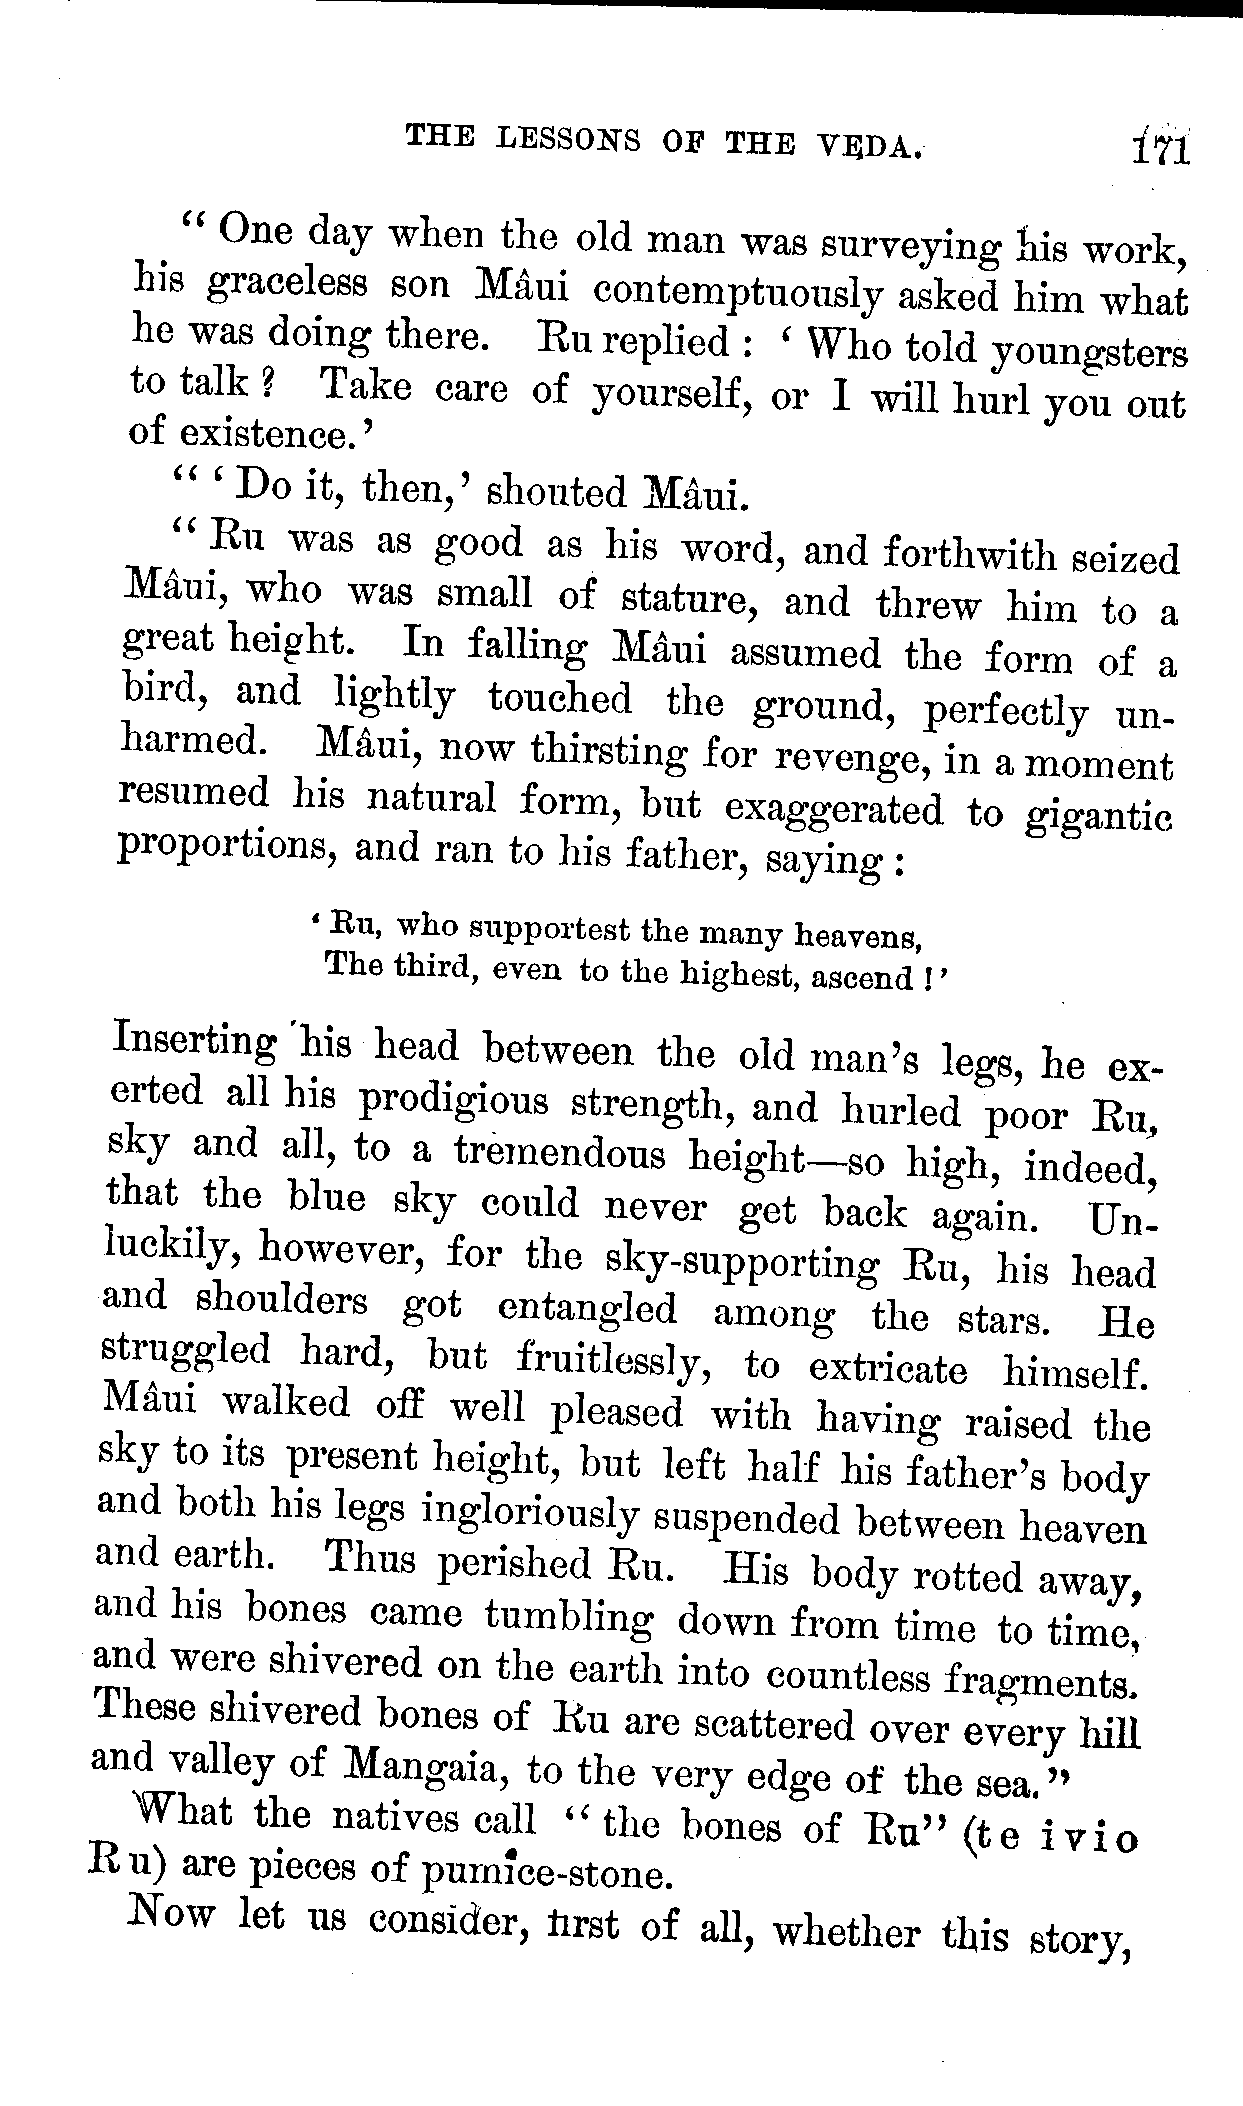 THE LESSONS OF THE VEDA. 171
“ One day when the old man was surveying his work,
his graceless son Mâui contemptuously asked him what
he was doing there. Ru replied : ‘ Who told youngsters
to talk ? Take care of yourself, or I will hurl you out
of existence.’
“ ‘ Do it, then,’ shouted Mâui.
“ Ru was as good as his word, and forthwith seized
Mâui, who was small of stature, and threw him to a
great height. In falling Mâui assumed the form of a
bird, and lightly touched the ground, perfectly un-
harmed. Mâui, now thirsting for revenge, in a moment
resumed his natural form, but exaggerated to gigantic
proportions, and ran to his father, saying :
‘ Ru, who supportest the many heavens,
The third, even to the highest, ascend !’
Inserting his head between the old man’s legs, he ex-
erted all his prodigious strength, and hurled poor Ru,
sky and all, to a tremendous height—so high, indeed,
that the blue sky could never get back again. Un-
luckily, however, for the sky-supporting Ru, his head
and shoulders got entangled among the stars. He
struggled hard, but fruitlessly, to extricate himself.
Mâui walked off well pleased with having raised the
sky to its present height, but left half his father’s body
and both his legs ingloriously suspended between heaven
and earth. Thus perished Ru. His body rotted away,
and his bones came tumbling down from time to time,
and were shivered on the earth into countless fragments.
These shivered bones of Ru are scattered over every hill
and valley of Mangaia, to the very edge of the sea.”
What the natives call “ the bones of Ru” (te ivio
Ru) are pieces of pumice-stone.
Now let us consider, first of all, whether this story,